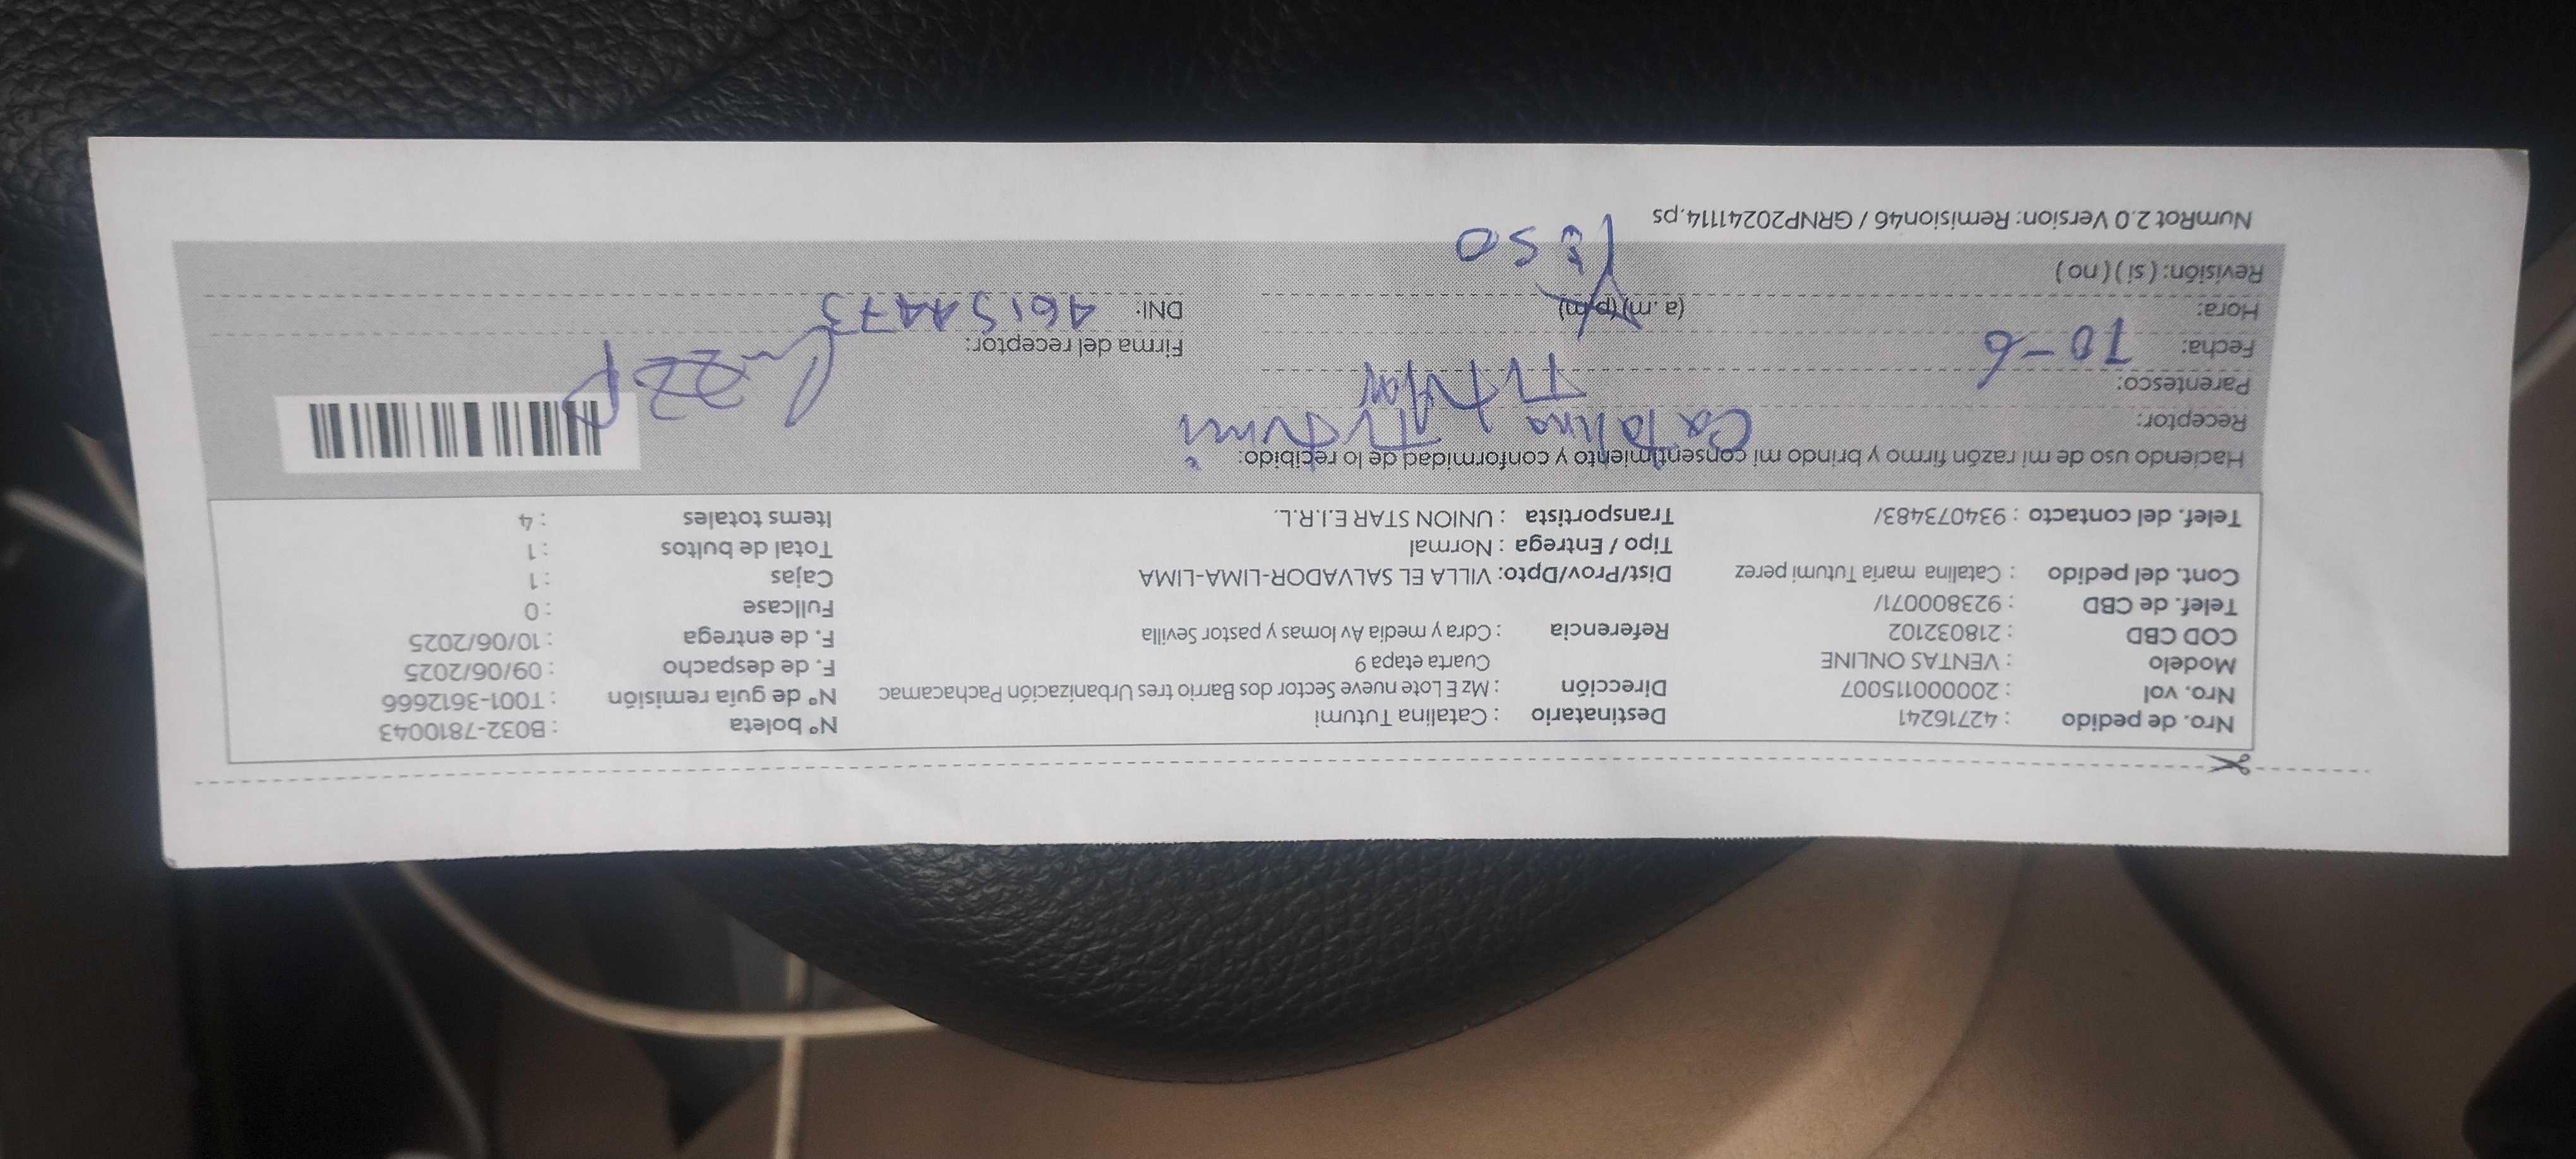 Nro. de pedido : 42716241 Destinatario : Catalina Tutumi N° boleta : B032-7810043
Nro. vol : 20000115007 Dirección : Mz E Lote nueve Sector dos Barrio tres Urbanización Pachacamac N° de guía remisión : T001-3612666
Modelo : VENTAS ONLINE Cuarta etapa 9 F. de despacho : 09/06/2025
COD CBD : 218032102 Referencia : Cdra y media Av lomas y pastor Sevilla F. de entrega : 10/06/2025
Telef. de CBD : 923800071/ Fullcase : 0
Cont. del pedido : Catalina maria Tutumi perez Dist/Prov/Dpto: VILLA EL SALVADOR-LIMA-LIMA Cajas : 1
Tipo / Entrega : Normal Total de bultos : 1
Telef. del contacto : 934073483/ Transportista : UNION STAR E.I.R.L. Items totales : 4
Haciendo uso de mi razón firmo y brindo mi consentimiento y conformidad de lo recibido:
Receptor: Catalina Tutumi
Parentesco: Titular
Fecha: 10-6 Firma del receptor:
Hora: (a. m) (p. m) DNI: 46154473
Revisión: ( si ) ( no ) 1:50
NumRot 2.0 Version: Remision46 / GRNP20241114.ps